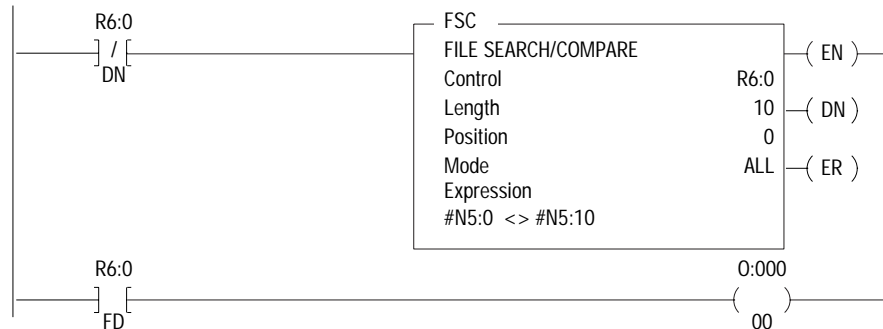 R6:0
/
DN
FSC
FILE SEARCH/COMPARE
Control R6:0
Length 10
Position 0
Mode ALL
Expression
#N5:0 <> #N5:10
EN
DN
ER
R6:0
FD
O:000
00